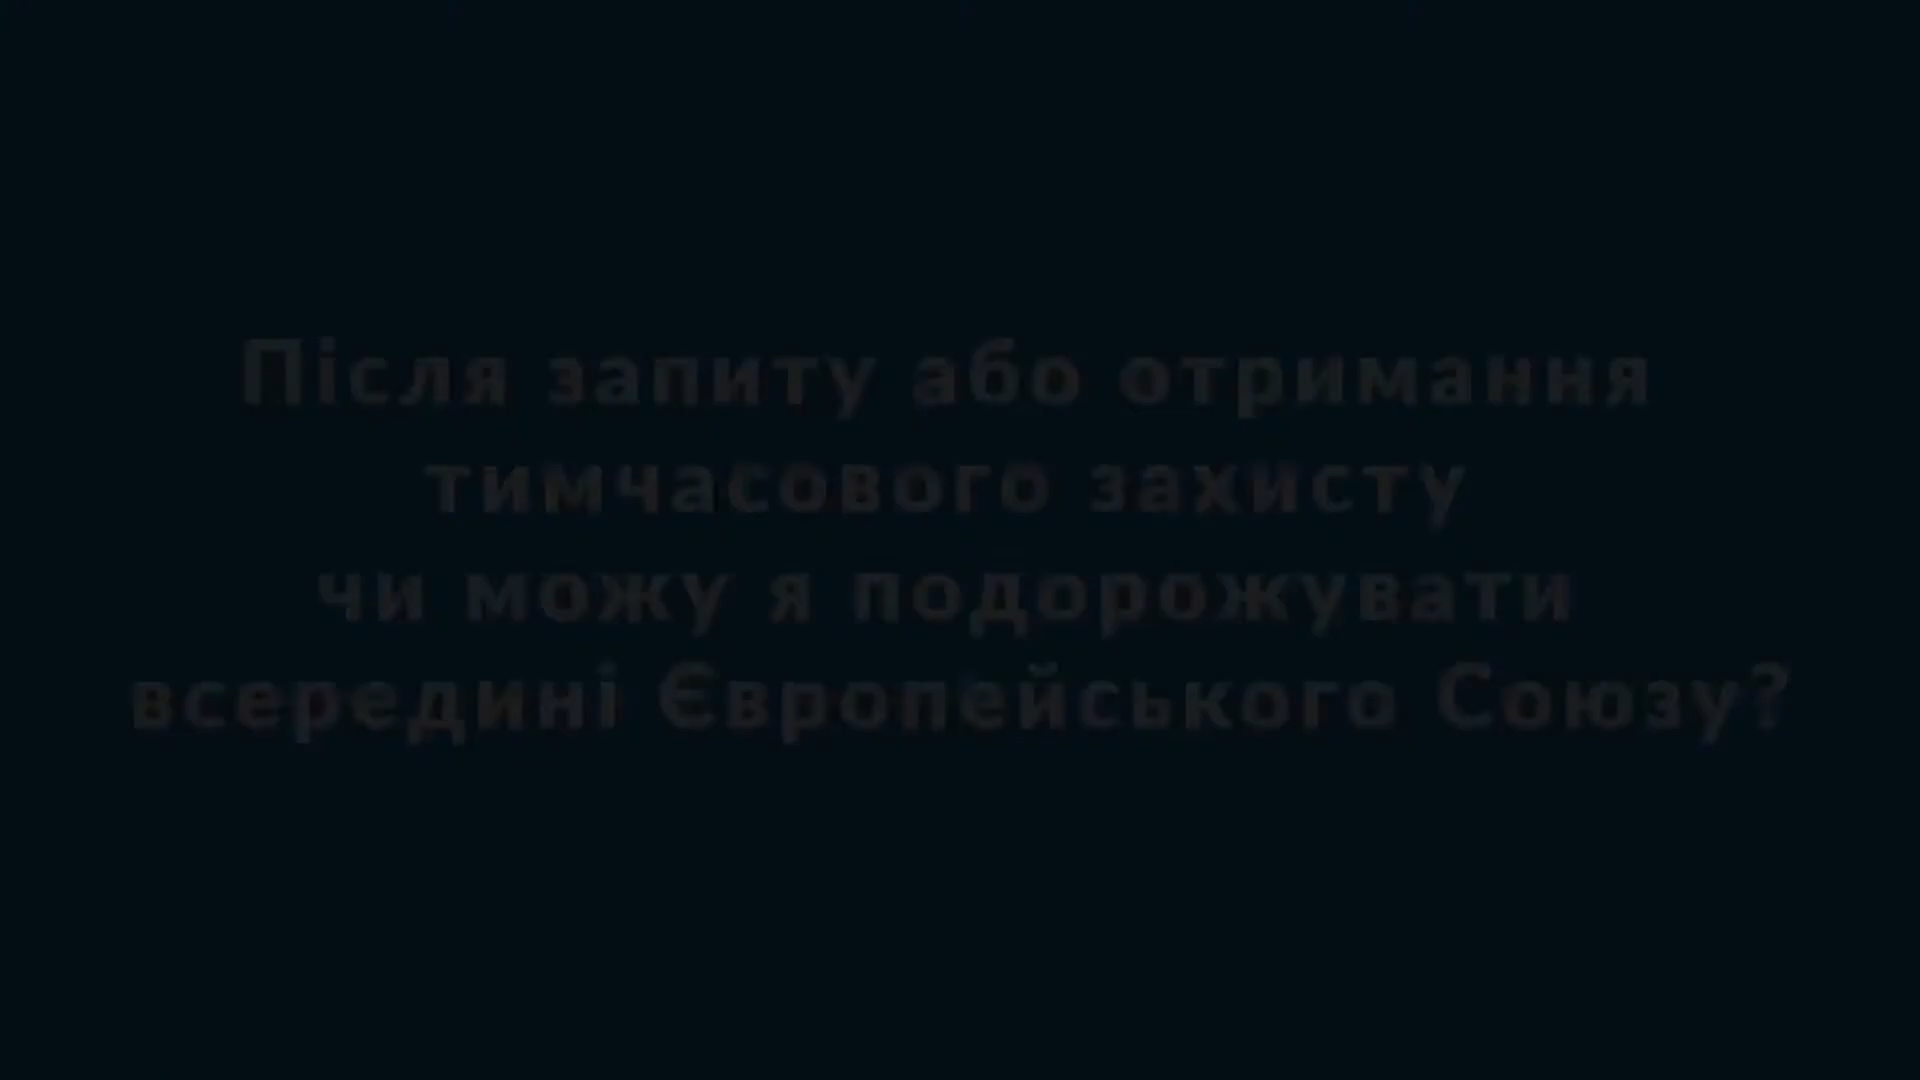 Після запиту або отримання
тимчасового захисту
чи можу я подорожувати
всередині Європейського Союзу?